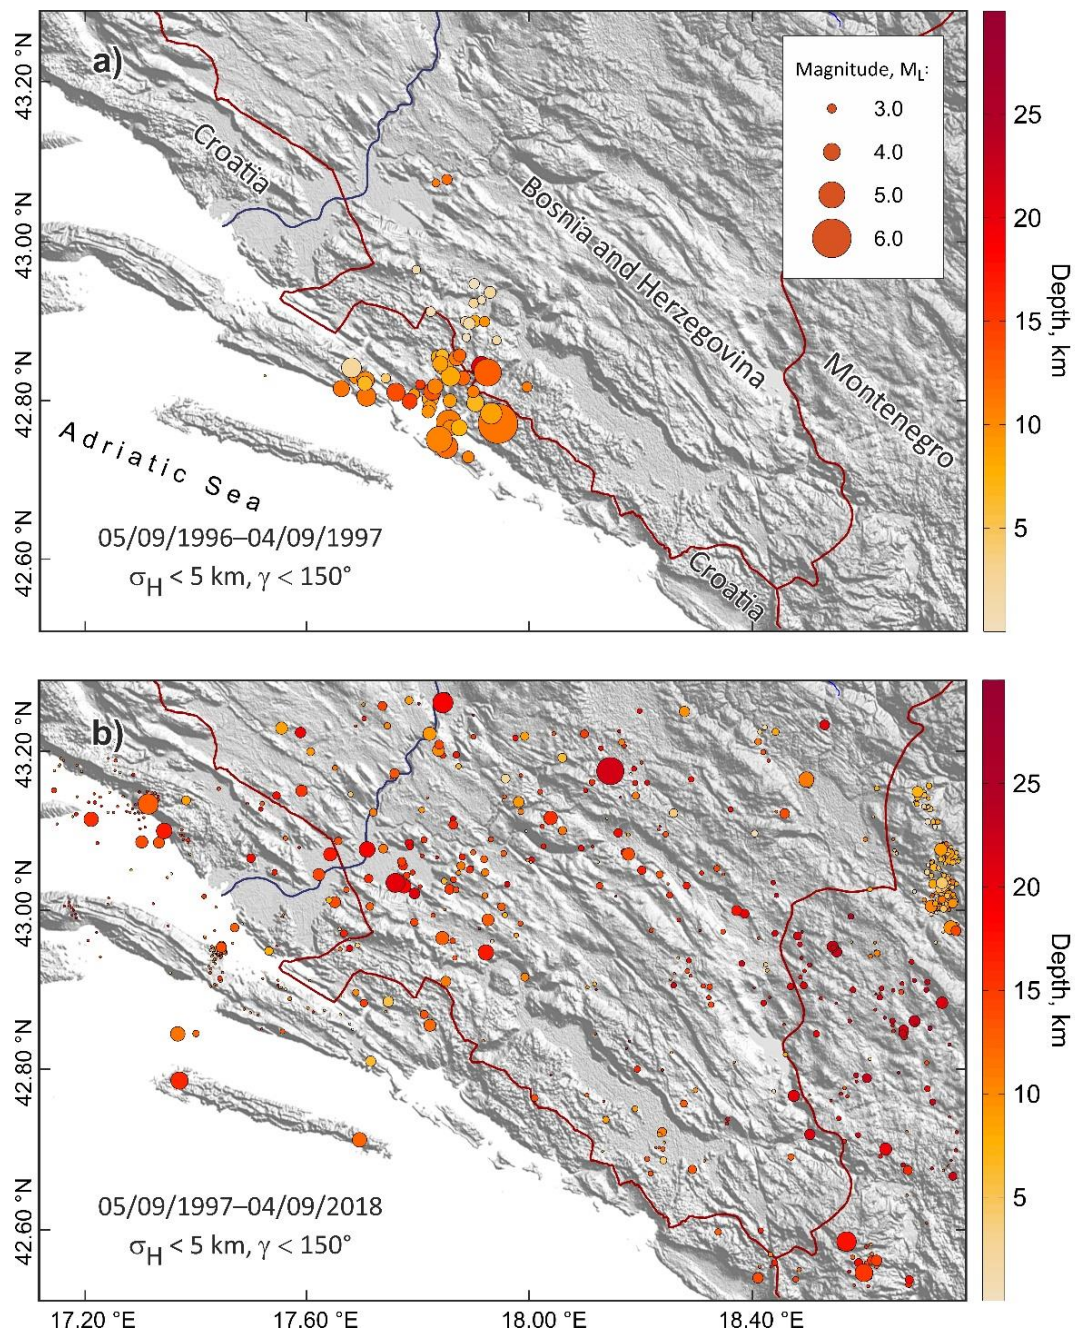 a)
43.20 °N
43.00 °N
42.80 °N
42.60 °N
Croatia
Bosnia and Herzegovina
Montenegro
Adriatic Sea
Croatia
05/09/1996–04/09/1997
σH < 5 km, γ < 150°
Magnitude, ML:
3.0
4.0
5.0
6.0
25
20
15
10
5
Depth, km
b)
43.20 °N
43.00 °N
42.80 °N
42.60 °N
05/09/1997–04/09/2018
σH < 5 km, γ < 150°
25
20
15
10
5
Depth, km
17.20 °E
17.60 °E
18.00 °E
18.40 °E